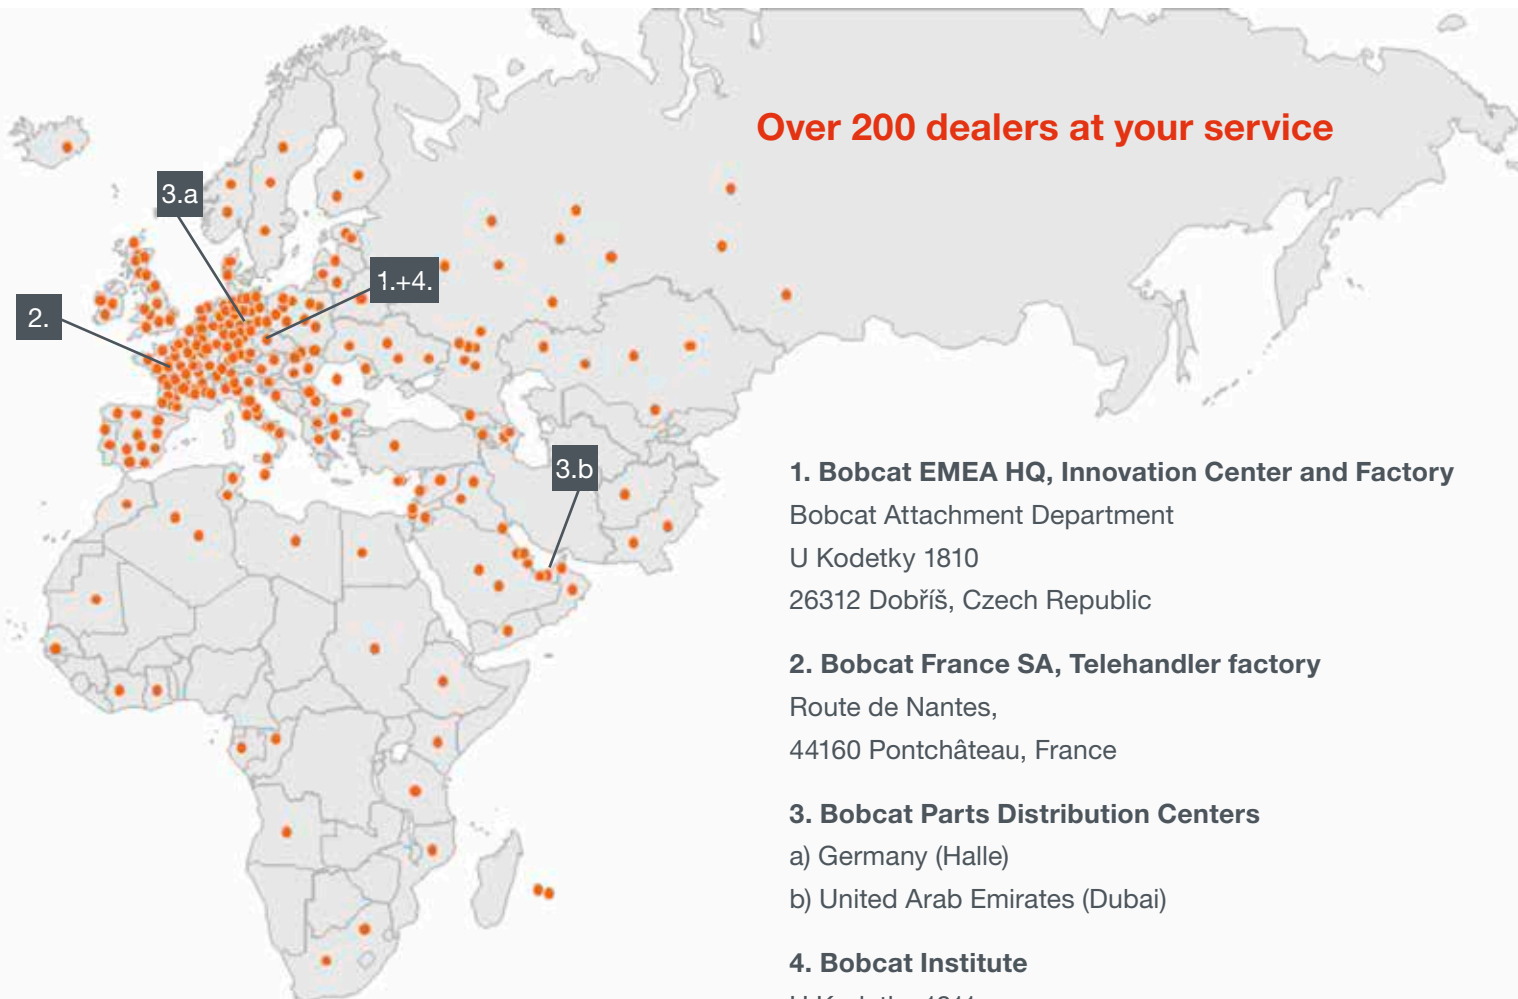 Over 200 dealers at your service
3.a
1.+4.
2.
3.b
1. Bobcat EMEA HQ, Innovation Center and Factory
Bobcat Attachment Department
U Kodetky 1810
26312 Dobříš, Czech Republic
2. Bobcat France SA, Telehandler factory
Route de Nantes,
44160 Pontchâteau, France
3. Bobcat Parts Distribution Centers
a) Germany (Halle)
b) United Arab Emirates (Dubai)
4. Bobcat Institute